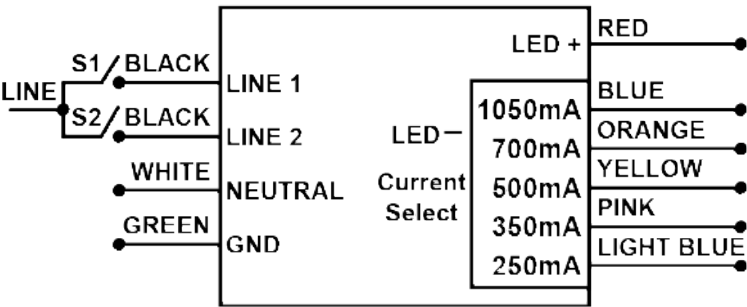 LED + RED
S1 BLACK
LINE 1
LINE
BLUE
1050mA
S2 BLACK
LINE 2
LED—
ORANGE
700mA
WHITE
NEUTRAL
Current
Select
YELLOW
500mA
GREEN
GND
PINK
350mA
LIGHT BLUE
250mA